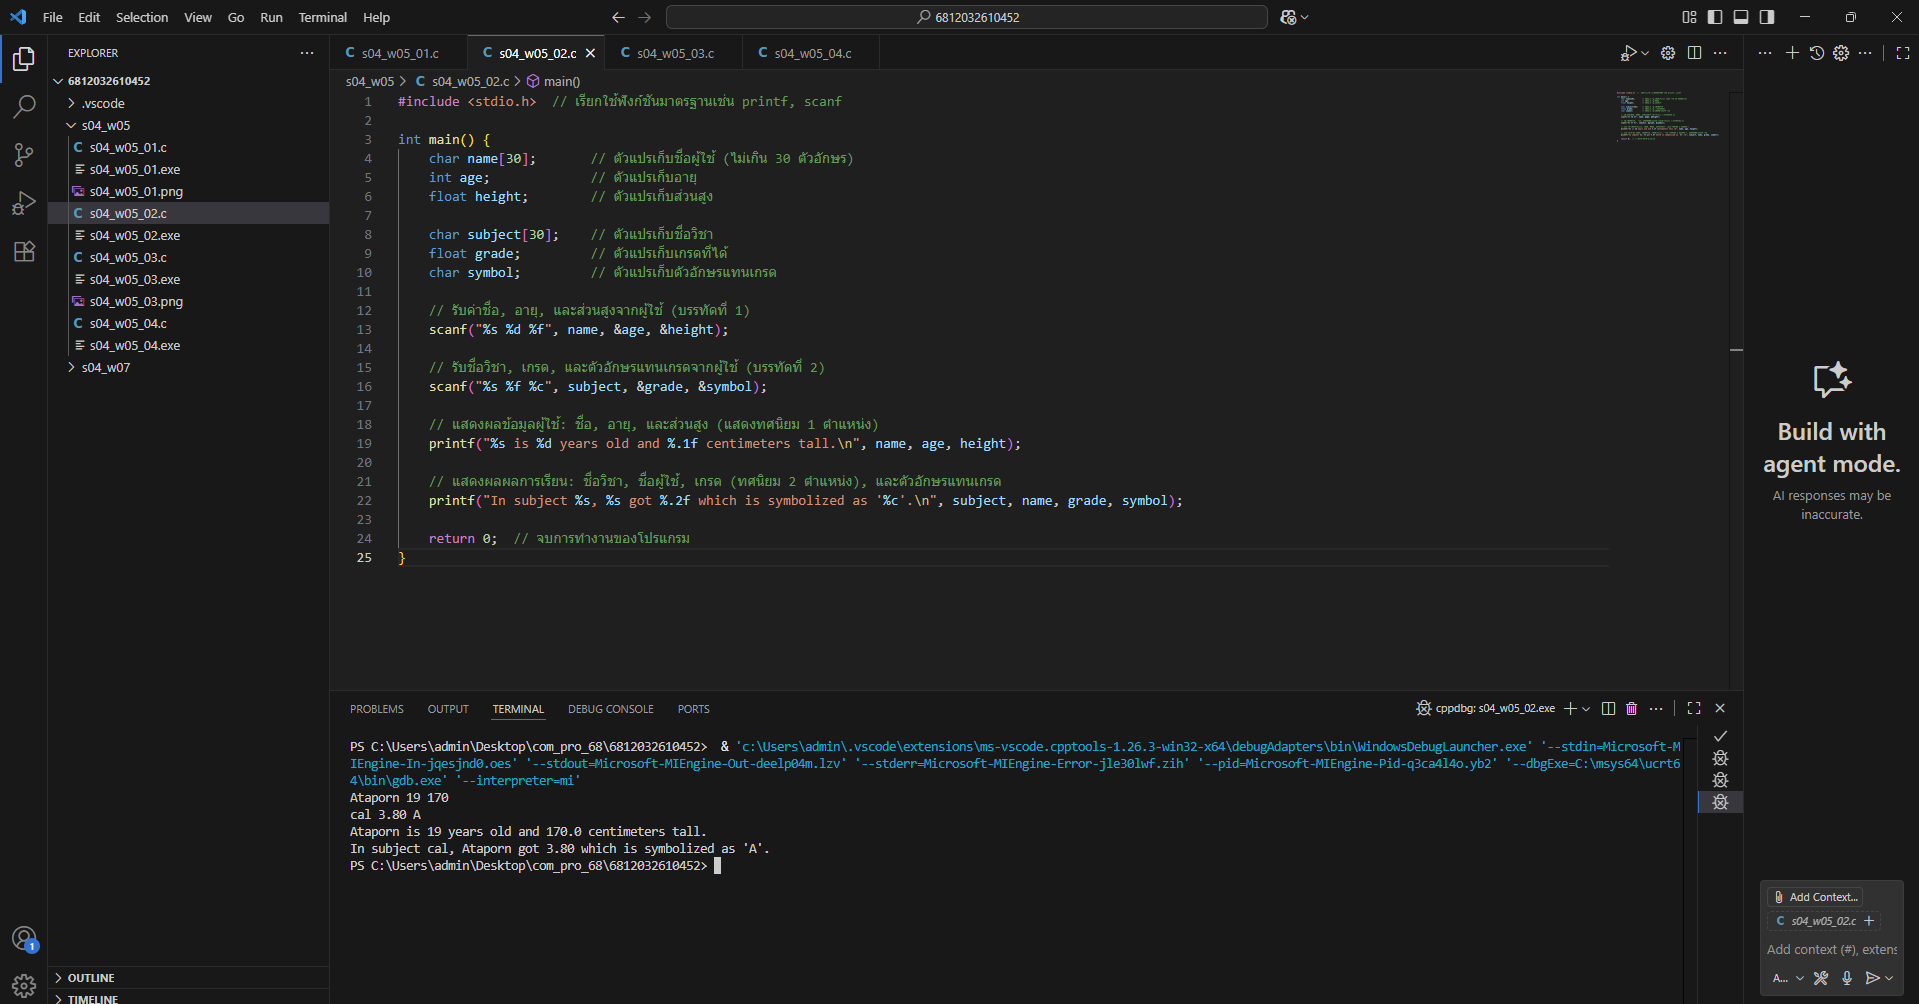 File Edit Selection View Go Run Terminal Help
6812032610452
EXPLORER
6812032610452
.vscode
s04_w05
C s04_w05_01.c
s04_w05_01.exe
s04_w05_01.png
C s04_w05_02.c
s04_w05_02.exe
C s04_w05_03.c
s04_w05_03.exe
s04_w05_03.png
C s04_w05_04.c
s04_w05_04.exe
s04_w07
OUTLINE
TIMELINE
1
C s04_w05_01.c C s04_w05_02.c C s04_w05_03.c C s04_w05_04.c
s04_w05 > C s04_w05_02.c > main()
1 #include <stdio.h>  // เรียกใช้ฟังก์ชันมาตรฐานเช่น printf, scanf
2
3 int main() {
4     char name[30];       // ตัวแปรเก็บชื่อผู้ใช้ (ไม่เกิน 30 ตัวอักษร)
5     int age;             // ตัวแปรเก็บอายุ
6     float height;        // ตัวแปรเก็บส่วนสูง
7
8     char subject[30];    // ตัวแปรเก็บชื่อวิชา
9     float grade;         // ตัวแปรเก็บเกรดที่ได้
10     char symbol;         // ตัวแปรเก็บตัวอักษรแทนเกรด
11
12     // รับค่าชื่อ, อายุ, และส่วนสูงจากผู้ใช้ (บรรทัดที่ 1)
13     scanf("%s %d %f", name, &age, &height);
14
15     // รับชื่อวิชา, เกรด, และตัวอักษรแทนเกรดจากผู้ใช้ (บรรทัดที่ 2)
16     scanf("%s %f %c", subject, &grade, &symbol);
17
18     // แสดงผลข้อมูลผู้ใช้: ชื่อ, อายุ, และส่วนสูง (แสดงทศนิยม 1 ตำแหน่ง)
19     printf("%s is %d years old and %.1f centimeters tall.\n", name, age, height);
20
21     // แสดงผลผลการเรียน: ชื่อวิชา, ชื่อผู้ใช้, เกรด (ทศนิยม 2 ตำแหน่ง), และตัวอักษรแทนเกรด
22     printf("In subject %s, %s got %.2f which is symbolized as '%c'.\n", subject, name, grade, symbol);
23
24     return 0;  // จบการทำงานของโปรแกรม
25 }
PROBLEMS OUTPUT TERMINAL DEBUG CONSOLE PORTS
cppdbg: s04_w05_02.exe
PS C:\Users\admin\Desktop\com_pro_68\6812032610452>  & 'c:\Users\admin\.vscode\extensions\ms-vscode.cpptools-1.26.3-win32-x64\debugAdapters\bin\WindowsDebugLauncher.exe' '--stdin=Microsoft-M
IEngine-In-jqesjnd0.oes' '--stdout=Microsoft-MIEngine-Out-deelp04m.lzv' '--stderr=Microsoft-MIEngine-Error-jle30lwf.zih' '--pid=Microsoft-MIEngine-Pid-q3ca4l4o.yb2' '--dbgExe=C:\msys64\ucrt6
4\bin\gdb.exe' '--interpreter=mi'
Ataporn 19 170
cal 3.80 A
Ataporn is 19 years old and 170.0 centimeters tall.
In subject cal, Ataporn got 3.80 which is symbolized as 'A'.
PS C:\Users\admin\Desktop\com_pro_68\6812032610452>
Build with
agent mode.
AI responses may be
inaccurate.
Add Context...
C s04_w05_02.c +
Add context (#), extens
A...